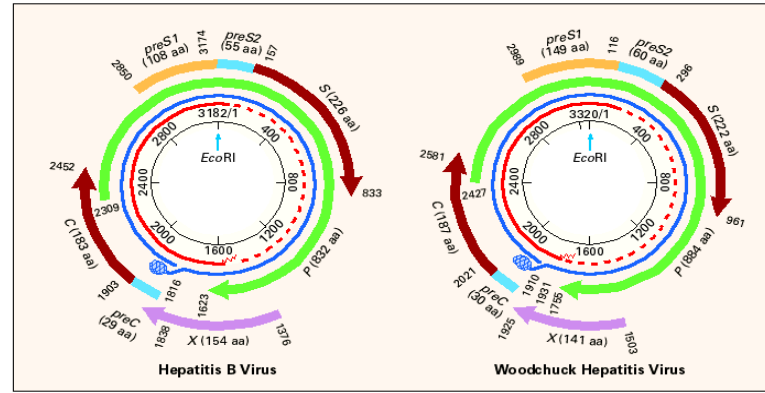 preS1
(108 aa)
3174
preS2
(55 aa)
157
2850
S (226 aa)
3182/1
400
800
1200
1600
2000
2400
2800
EcoRI
833
2452
2309
C (183 aa)
1903
preC
(29 aa)
1816
1838
1623
P (832 aa)
X (154 aa)
1376
Hepatitis B Virus
preS1
(149 aa)
116
preS2
(60 aa)
296
2989
S (222 aa)
3320/1
400
800
1200
1600
2000
2400
2800
EcoRI
961
2581
2427
C (187 aa)
2021
preC
(30 aa)
1910
1931
1755
1925
P (884 aa)
X (141 aa)
1503
Woodchuck Hepatitis Virus